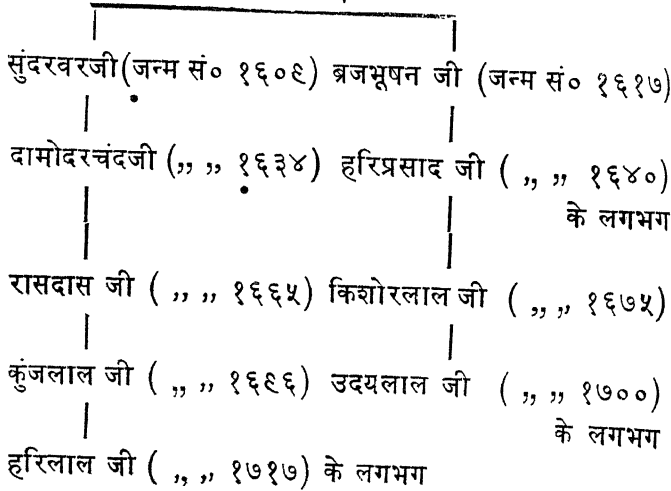 सुंदरवरजी(जन्म सं० १६०९) ब्रजभूषन जी (जन्म सं० १६१७)
दामोदरचंदजी (,, ,, १६३४) हरिप्रसाद जी ( ,, ,, १६४०)
के लगभग
रासदास जी ( ,, ,, १६६५) किशोरलाल जी ( ,, ,, १६७५)
कुंजलाल जी ( ,, ,, १६९६) उदयलाल जी ( ,, ,, १७००)
के लगभग
हरिलाल जी ( ,, ,, १७१७) के लगभग